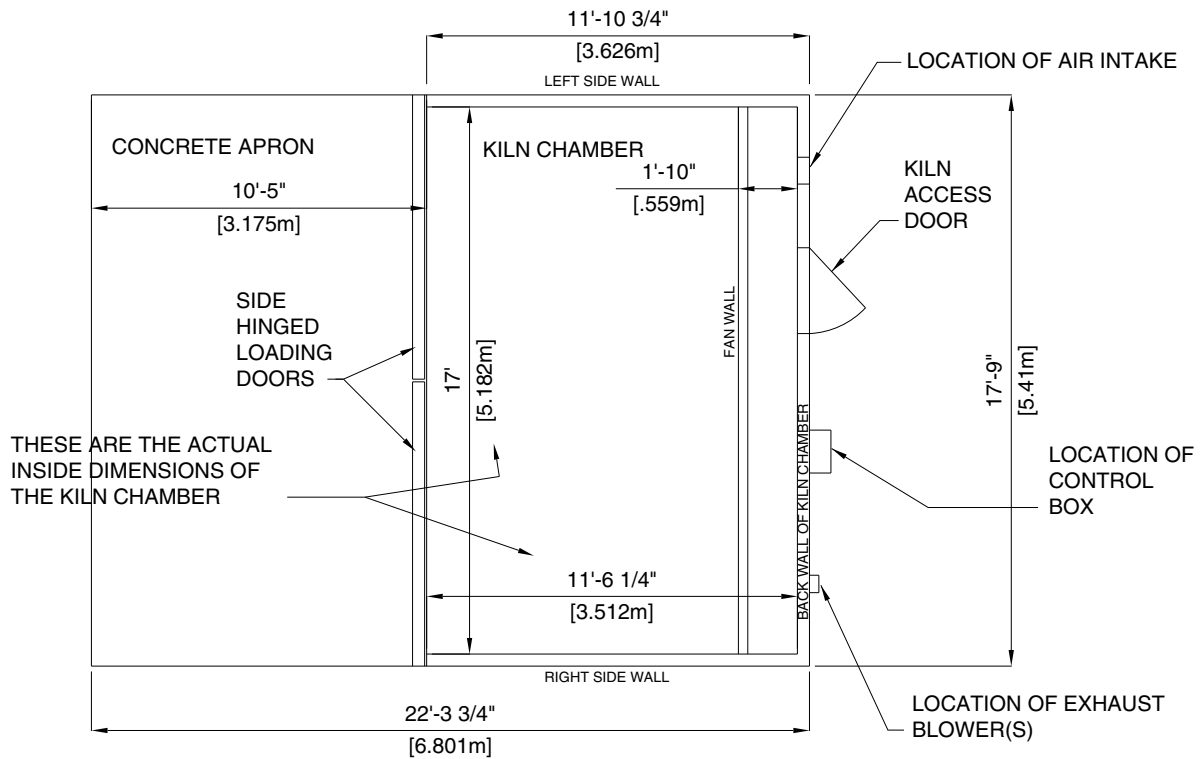 11'-10 3/4"
[3.626m]
LEFT SIDE WALL
LOCATION OF AIR INTAKE
CONCRETE APRON
10'-5"
[3.175m]
KILN CHAMBER
1'-10"
[.559m]
KILN
ACCESS
DOOR
SIDE
HINGED
LOADING
DOORS
FAN WALL
17'
[5.182m]
17'-9"
[5.41m]
THESE ARE THE ACTUAL
INSIDE DIMENSIONS OF
THE KILN CHAMBER
BACK WALL OF KILN CHAMBER
LOCATION OF
CONTROL
BOX
11'-6 1/4"
[3.512m]
RIGHT SIDE WALL
22'-3 3/4"
[6.801m]
LOCATION OF EXHAUST
BLOWER(S)